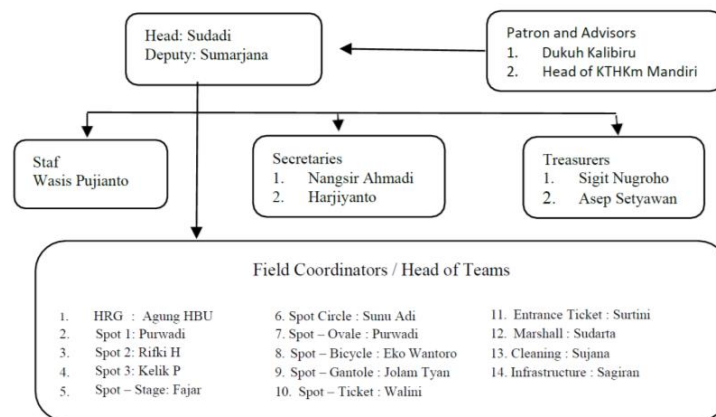 Head: Sudadi
Deputy: Sumarjana
Patron and Advisors
1. Dukuh Kalibiru
2. Head of KTHKm Mandiri
Staf
Wasis Pujianto
Secretaries
1. Nangsir Ahmadi
2. Harjiyanto
Treasurers
1. Sigit Nugroho
2. Asep Setyawan
Field Coordinators / Head of Teams
1. HRG : Agung HBU
2. Spot 1: Purwadi
3. Spot 2: Rifki H
4. Spot 3: Kelik P
5. Spot – Stage: Fajar
6. Spot Circle : Sunu Adi
7. Spot – Ovale : Purwadi
8. Spot – Bicycle : Eko Wantoro
9. Spot – Gantole : Jolam Tyan
10. Spot – Ticket : Walini
11. Entrance Ticket : Surtini
12. Marshall : Sudarta
13. Cleaning : Sujana
14. Infrastructure : Sagiran